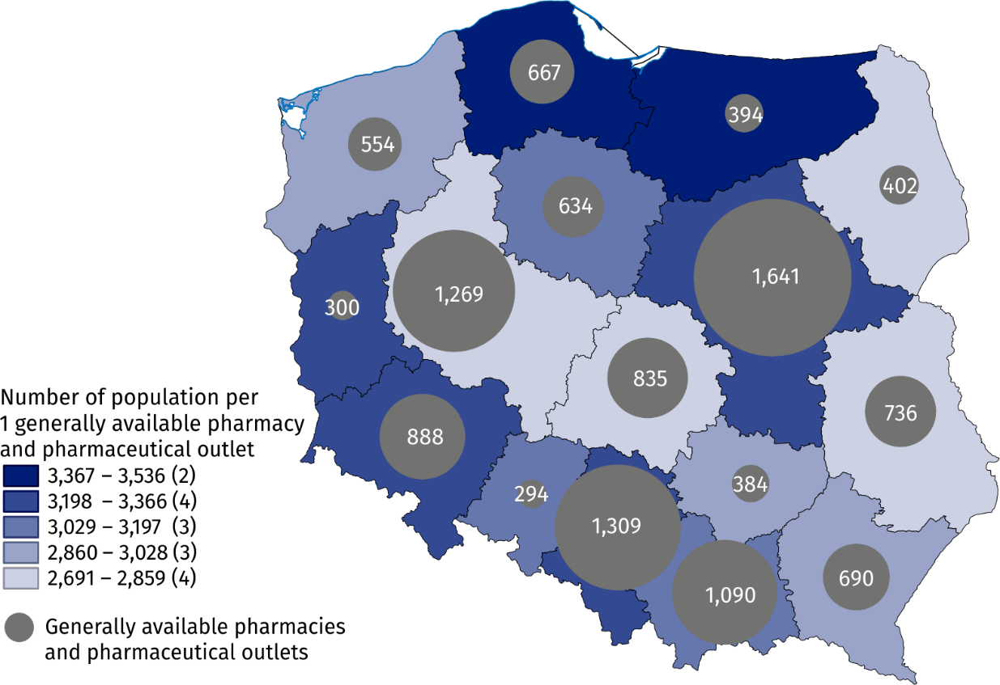 667
394
554
402
634
1,641
1,269
300
835
736
888
384
294
1,309
690
1,090
Number of population per
1 generally available pharmacy
and pharmaceutical outlet
3,367 – 3,536 (2)
3,198 – 3,366 (4)
3,029 – 3,197 (3)
2,860 – 3,028 (3)
2,691 – 2,859 (4)
Generally available pharmacies
and pharmaceutical outlets